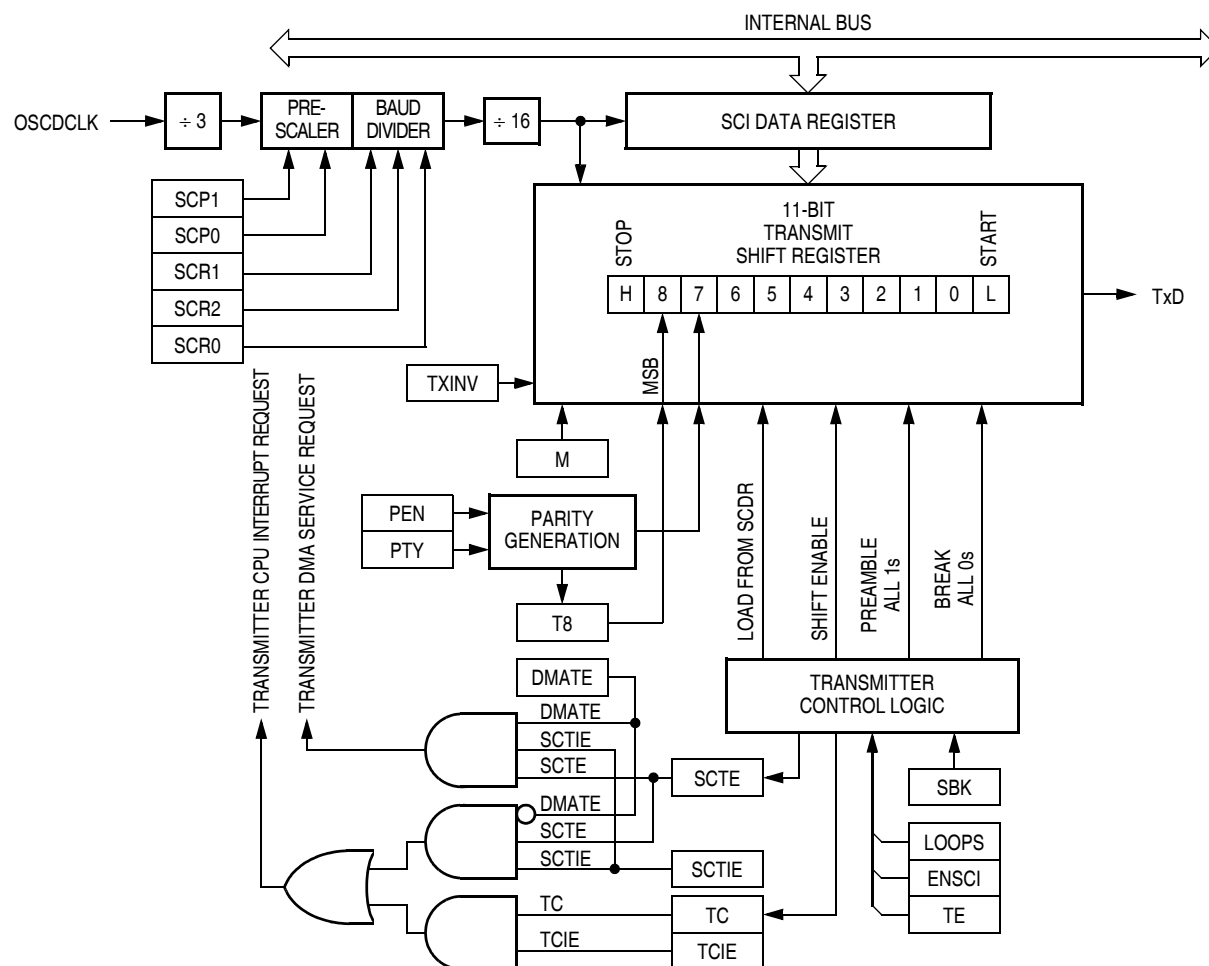 INTERNAL BUS
OSCDCLK
÷ 3
PRE-
SCALER
BAUD
DIVIDER
÷ 16
SCI DATA REGISTER
SCP1
SCP0
SCR1
SCR2
SCR0
11-BIT
TRANSMIT
SHIFT REGISTER
STOP
START
H 8 7 6 5 4 3 2 1 0 L
TxD
MSB
TXINV
M
PEN
PTY
PARITY
GENERATION
T8
LOAD FROM SCDR
SHIFT ENABLE
PREAMBLE
ALL 1s
BREAK
ALL 0s
TRANSMITTER CPU INTERRUPT REQUEST
TRANSMITTER DMA SERVICE REQUEST
TRANSMITTER
CONTROL LOGIC
DMATE
DMATE
SCTIE
SCTE
SCTE
SBK
DMATE
SCTE
SCTIE
SCTIE
LOOPS
ENSCI
TE
TC
TC
TCIE
TCIE